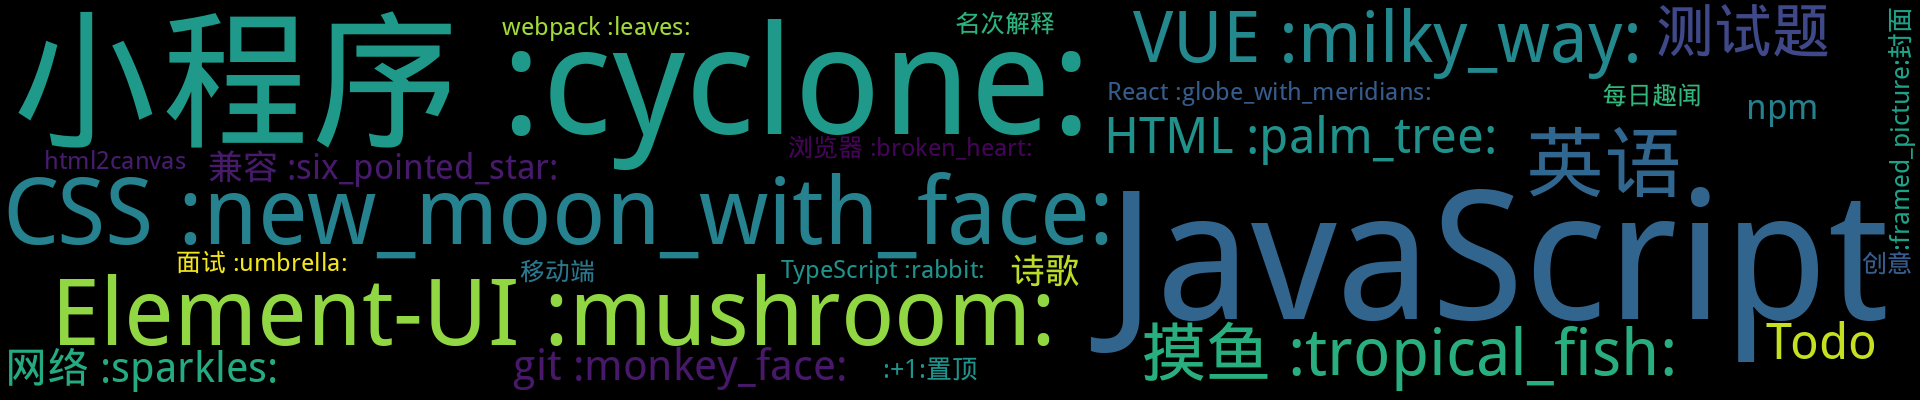 小程序 :cyclone:
webpack :leaves:
名次解释
VUE :milky_way:
测试题
:framed_picture:封面
React :globe_with_meridians:
每日趣闻
npm
HTML :palm_tree:
英语
html2canvas
兼容 :six_pointed_star:
浏览器 :broken_heart:
CSS :new_moon_with_face:
JavaScript
面试 :umbrella:
移动端
TypeScript :rabbit:
诗歌
创意
Element-UI :mushroom:
摸鱼 :tropical_fish:
Todo
网络 :sparkles:
git :monkey_face:
:+1:置顶